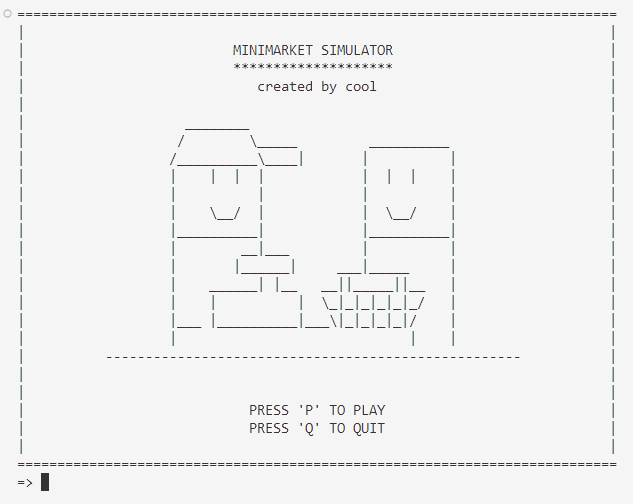 MINIMARKET SIMULATOR
********************
created by cool
PRESS 'P' TO PLAY
PRESS 'Q' TO QUIT
=>